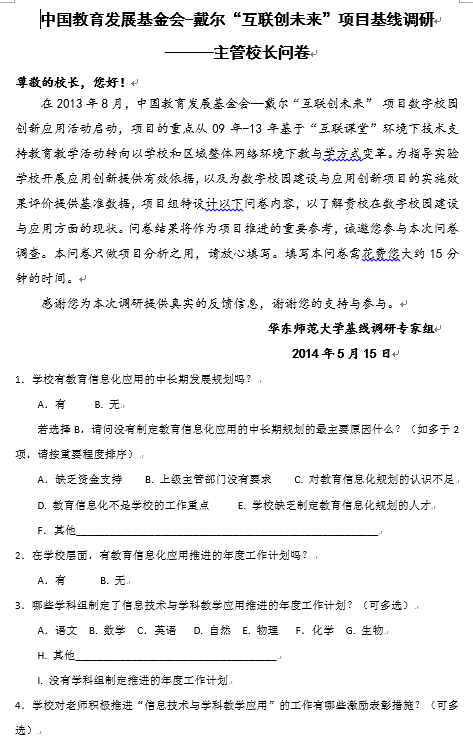 中国教育发展基金会-戴尔“互联创未来”项目基线调研
———主管校长问卷
尊敬的校长，您好！
在 2013 年 8 月，中国教育发展基金会—戴尔“互联创未来” 项目数字校园
创新应用活动启动，项目的重点从 09 年-13 年基于“互联课堂”环境下技术支
持教育教学活动转向以学校和区域整体网络环境下教与学方式变革。为指导实验
学校开展应用创新提供有效依据，以及为数字校园建设与应用创新项目的实施效
果评价提供基准数据，项目组特设计以下问卷内容，以了解贵校在数字校园建设
与应用方面的现状。问卷结果将作为项目推进的重要参考，诚邀您参与本次问卷
调查。本问卷只做项目分析之用，请放心填写。填写本问卷需花费您大约 15 分
钟的时间。
感谢您为本次调研提供真实的反馈信息，谢谢您的支持与参与。
华东师范大学基线调研专家组
2014 年 5 月 15 日
1．学校有教育信息化应用的中长期发展规划吗？
A．有 B. 无
若选择 B，请问没有制定教育信息化应用的中长期规划的最主要原因什么？（如多于 2
项，请按重要程度排序）
A．缺乏资金支持 B. 上级主管部门没有要求 C. 对教育信息化规划的认识不足
D. 教育信息化不是学校的工作重点 E. 学校缺乏制定教育信息化规划的人才
F．其他
2．在学校层面，有教育信息化应用推进的年度工作计划吗？
A．有 B. 无
3．哪些学科组制定了信息技术与学科教学应用推进的年度工作计划？（可多选）
A．语文 B. 数学 C．英语 D. 自然 E. 物理 F．化学 G. 生物
H. 其他
I. 没有学科组制定推进的年度工作计划
4．学校对老师积极推进“信息技术与学科教学应用”的工作有哪些激励表彰措施？（可多
选）